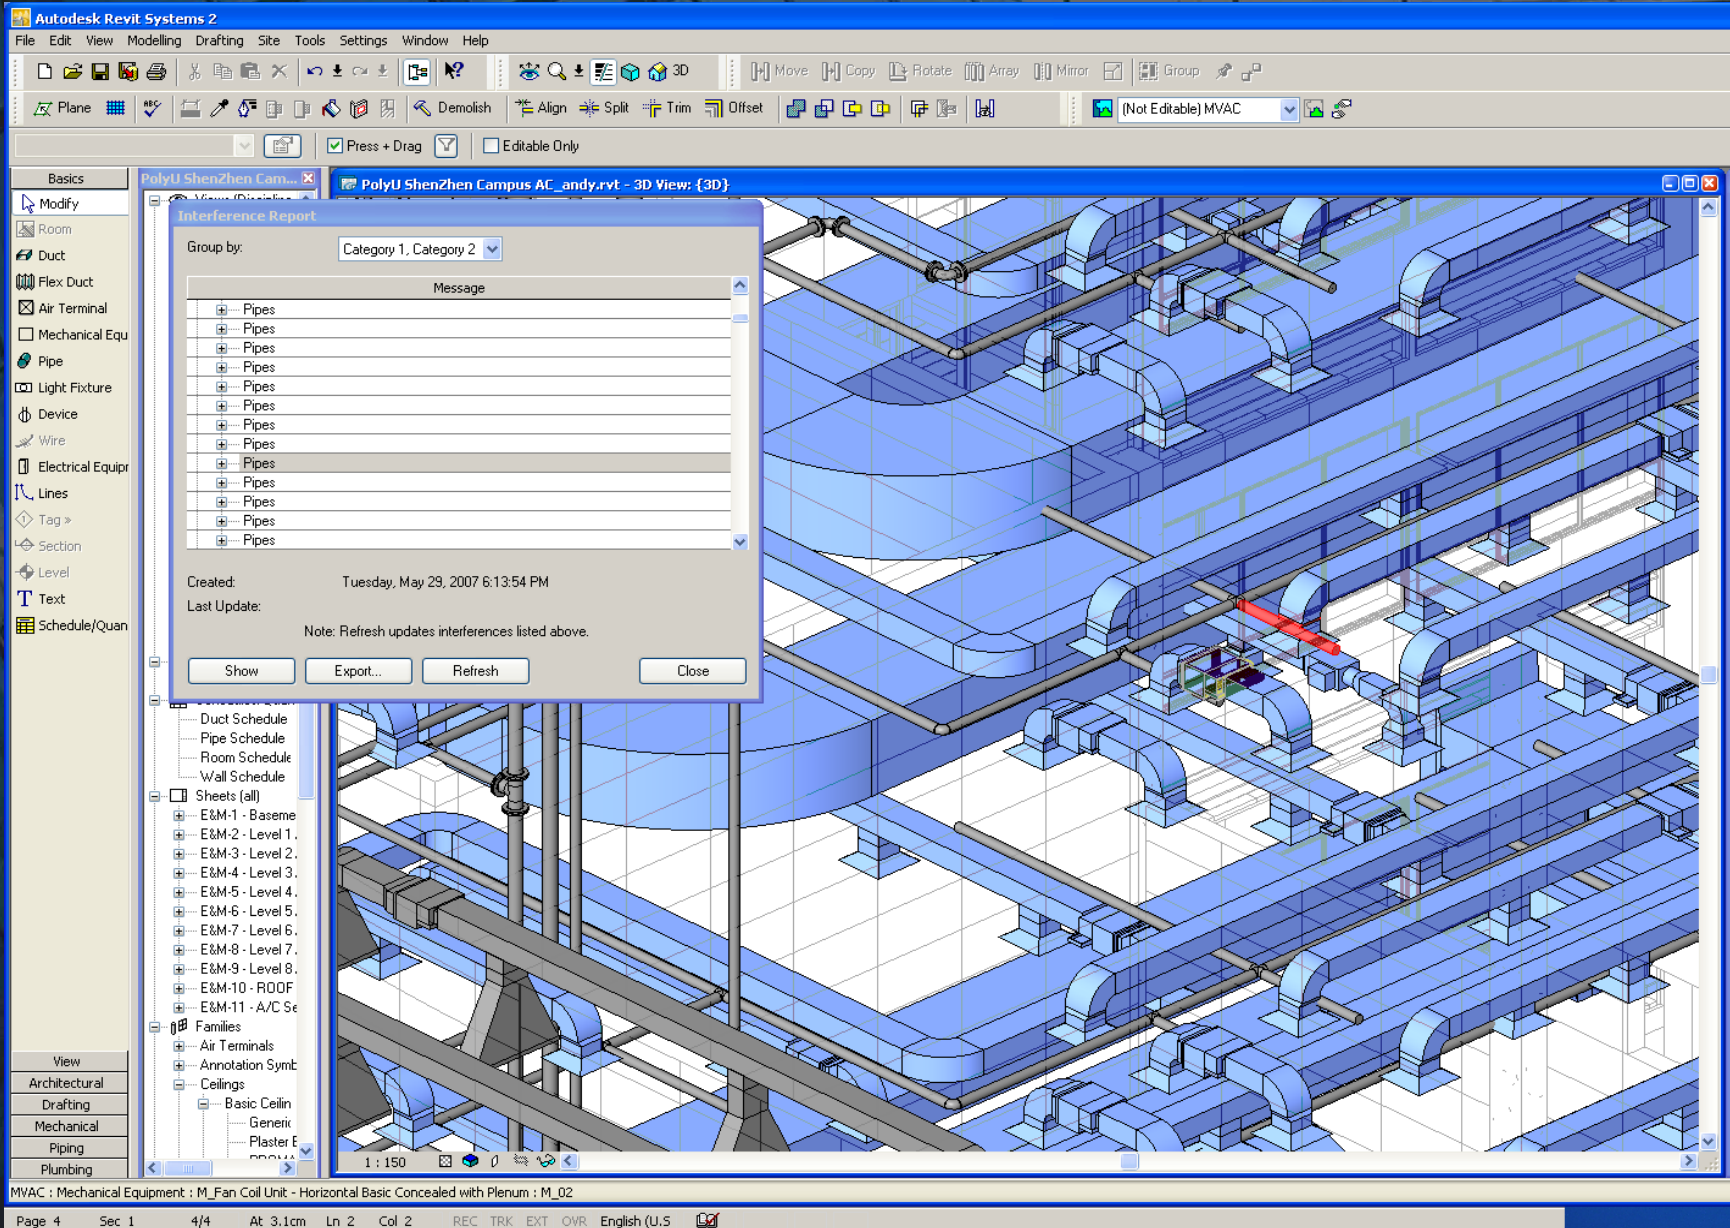 Autodesk Revit Systems 2
File Edit View Modelling Drafting Site Tools Settings Window Help
3D Move Copy Rotate Array Mirror Group
Plane Demolish Align Split Trim Offset (Not Editable) MVAC
Press + Drag Editable Only
Basics
Modify
Room
Duct
Flex Duct
Air Terminal
Mechanical Equ
Pipe
Light Fixture
Device
Wire
Electrical Equipr
Lines
Tag »
Section
Level
Text
Schedule/Quan
View
Architectural
Drafting
Mechanical
Piping
Plumbing
PolyU ShenZhen Cam...
Duct Schedule
Pipe Schedule
Room Schedule
Wall Schedule
Sheets (all)
E&M-1 - Baseme
E&M-2 - Level 1.
E&M-3 - Level 2.
E&M-4 - Level 3.
E&M-5 - Level 4.
E&M-6 - Level 5.
E&M-7 - Level 6.
E&M-8 - Level 7.
E&M-9 - Level 8.
E&M-10 - ROOF
E&M-11 - A/C Se
Families
Air Terminals
Annotation Symb
Ceilings
Basic Ceilin
Generic
Plaster B
PolyU ShenZhen Campus AC_andy.rvt - 3D View: {3D}
Interference Report
Group by: Category 1, Category 2
Message
Pipes
Pipes
Pipes
Pipes
Pipes
Pipes
Pipes
Pipes
Pipes
Pipes
Pipes
Pipes
Pipes
Created: Tuesday, May 29, 2007 6:13:54 PM
Last Update:
Note: Refresh updates interferences listed above.
Show Export... Refresh Close
1 : 150
MVAC : Mechanical Equipment : M_Fan Coil Unit - Horizontal Basic Concealed with Plenum : M_02
Page 4 Sec 1 4/4 At 3.1cm Ln 2 Col 2 REC TRK EXT OVR English (U.S